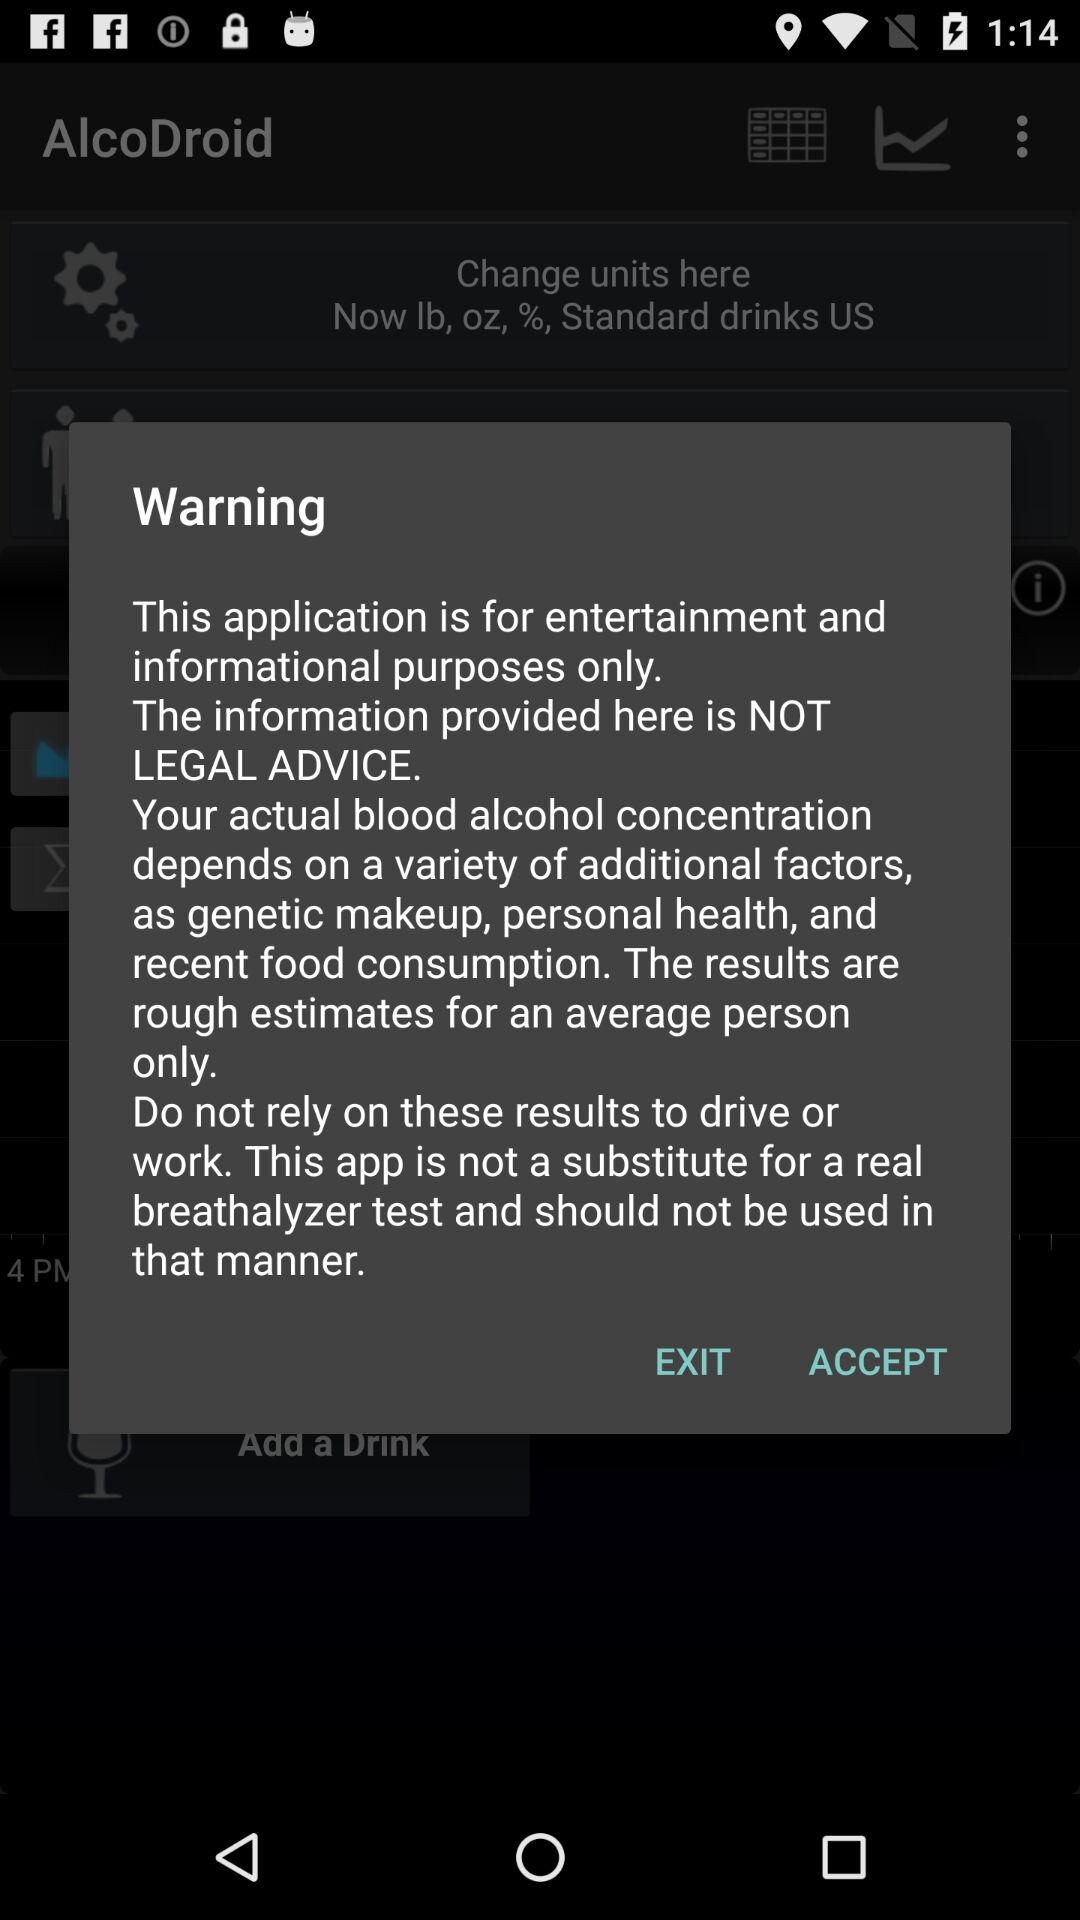 1:14
AlcoDroid
Change units here
Now lb, oz, %, Standard drinks US
Warning
This application is for entertainment and
informational purposes only.
The information provided here is NOT
LEGAL ADVICE.
Your actual blood alcohol concentration
depends on a variety of additional factors,
as genetic makeup, personal health, and
recent food consumption. The results are
rough estimates for an average person
only.
Do not rely on these results to drive or
work. This app is not a substitute for a real
breathalyzer test and should not be used in
that manner.
4 PM
EXIT ACCEPT
Add a Drink